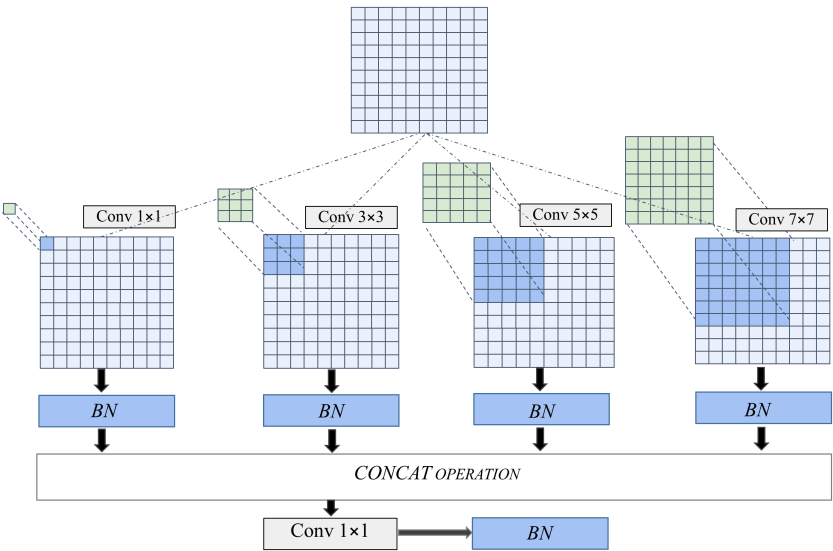 Conv 1×1
Conv 3×3
Conv 5×5
Conv 7×7
BN
BN
BN
BN
CONCAT OPERATION
Conv 1×1
BN